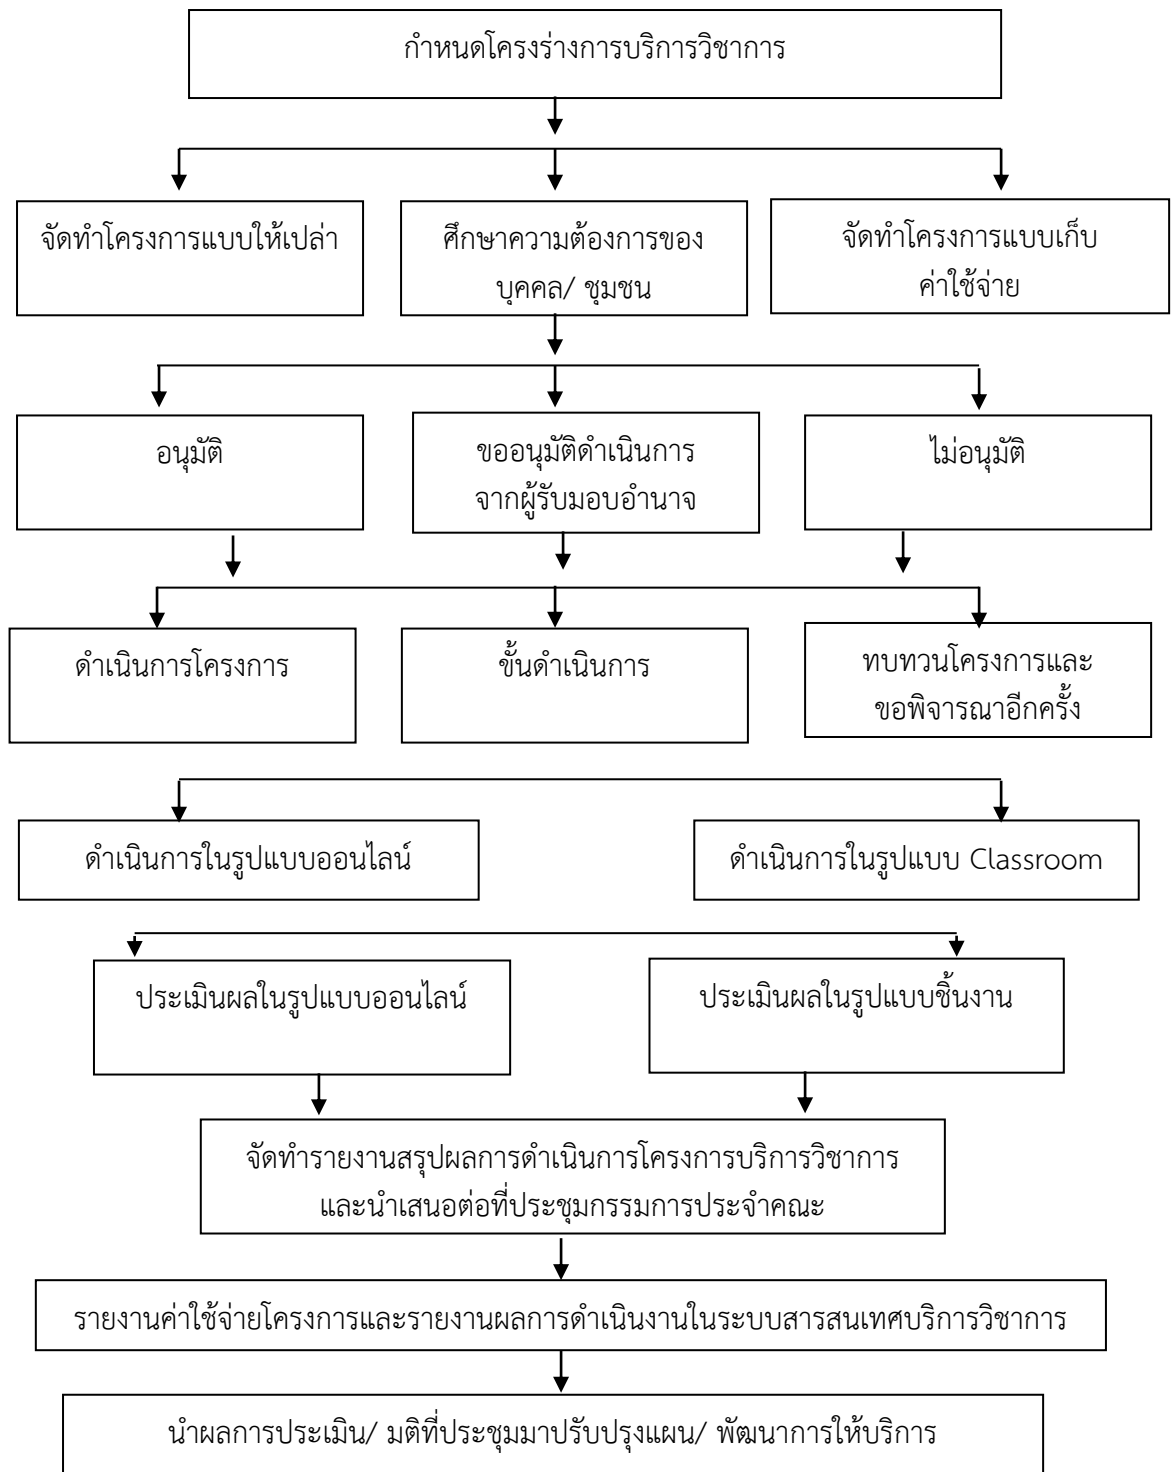 กำหนดโครงร่างการบริการวิชาการ
จัดทำโครงการแบบให้เปล่า
ศึกษาความต้องการของ
บุคคล/ ชุมชน
จัดทำโครงการแบบเก็บ
ค่าใช้จ่าย
อนุมัติ
ขออนุมัติดำเนินการ
จากผู้รับมอบอำนาจ
ไม่อนุมัติ
ดำเนินการโครงการ
ขั้นดำเนินการ
ทบทวนโครงการและ
ขอพิจารณาอีกครั้ง
ดำเนินการในรูปแบบออนไลน์
ดำเนินการในรูปแบบ Classroom
ประเมินผลในรูปแบบออนไลน์
ประเมินผลในรูปแบบชิ้นงาน
จัดทำรายงานสรุปผลการดำเนินการโครงการบริการวิชาการ
และนำเสนอต่อที่ประชุมกรรมการประจำคณะ
รายงานค่าใช้จ่ายโครงการและรายงานผลการดำเนินงานในระบบสารสนเทศบริการวิชาการ
นำผลการประเมิน/ มติที่ประชุมมาปรับปรุงแผน/ พัฒนาการให้บริการ